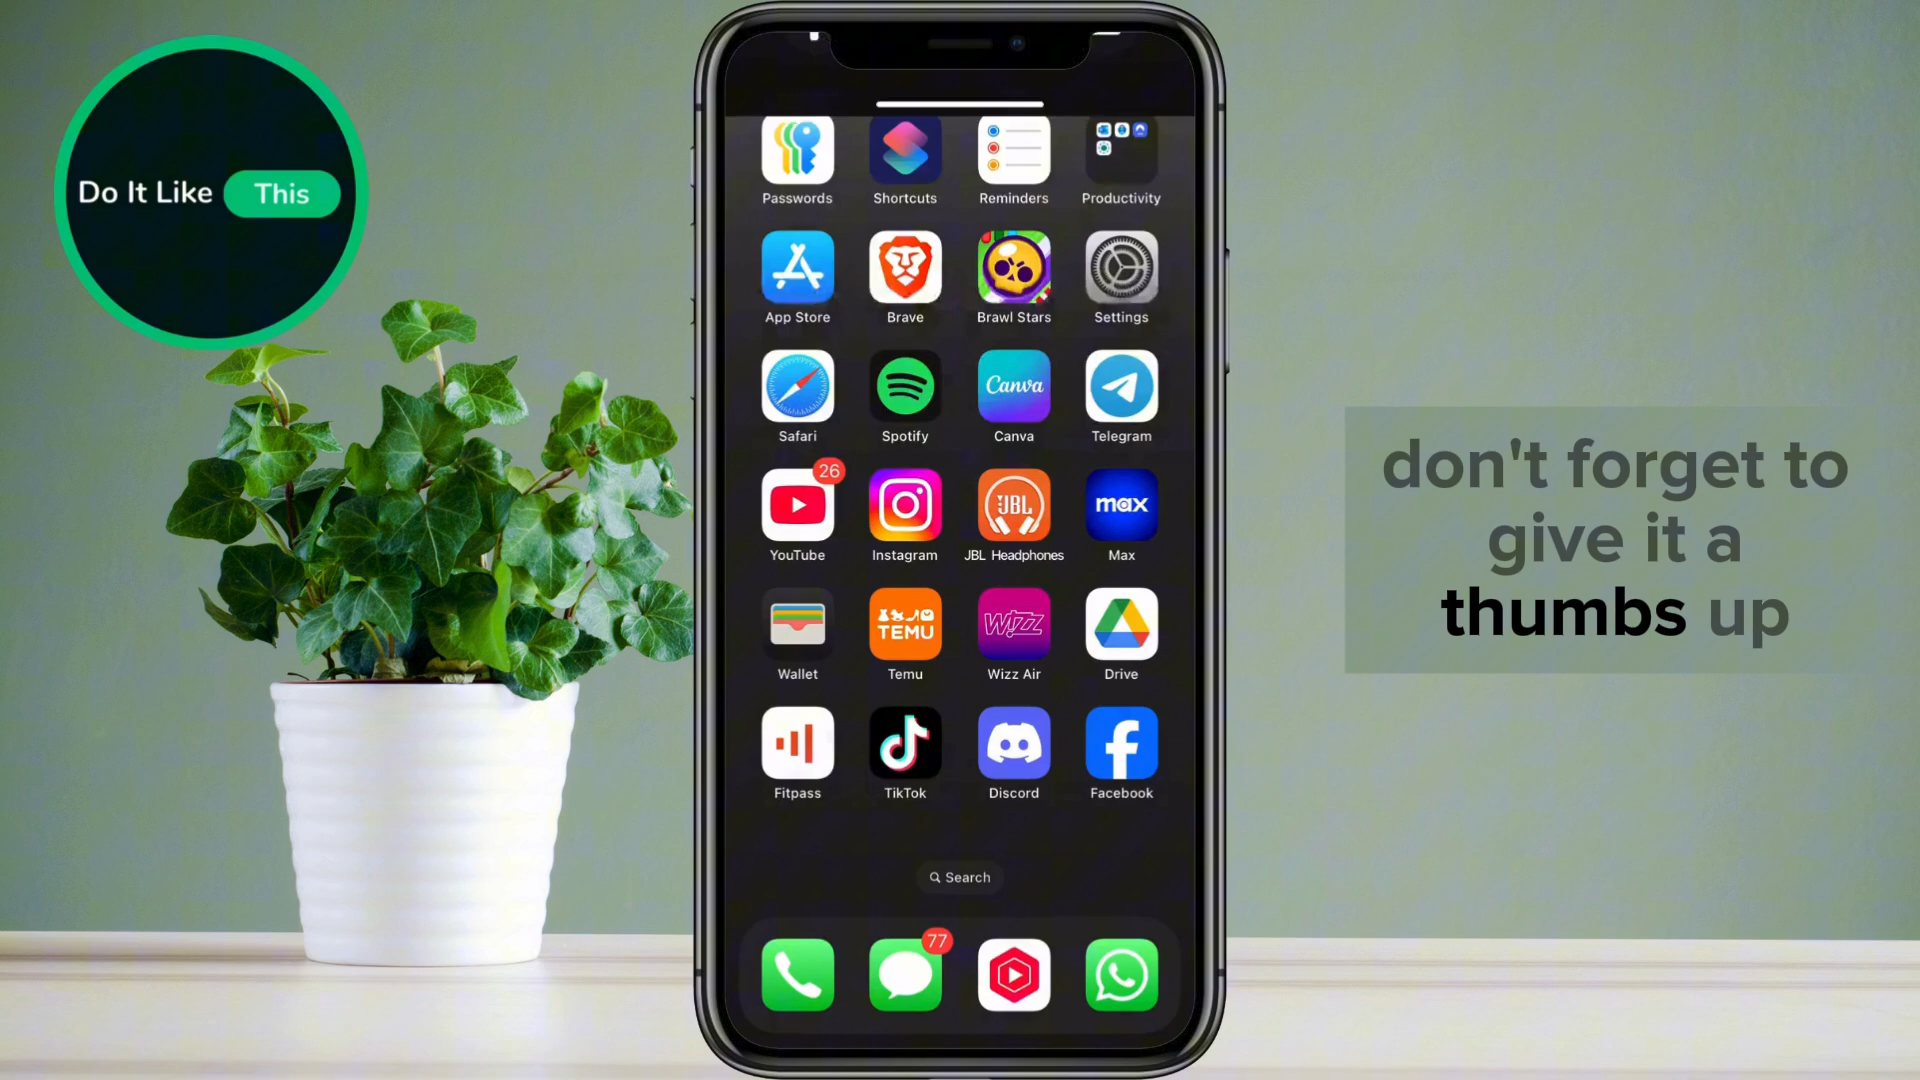 Do It Like This
Passwords Shortcuts Reminders Productivity
App Store Brave Brawl Stars Settings
Canva
Safari Spotify Canva Telegram
26
JBL
max
YouTube Instagram JBL Headphones Max
TEMU
Wizz
Wallet Temu Wizz Air Drive
Fitpass TikTok Discord Facebook
Search
77
don't forget to
give it a
thumbs up